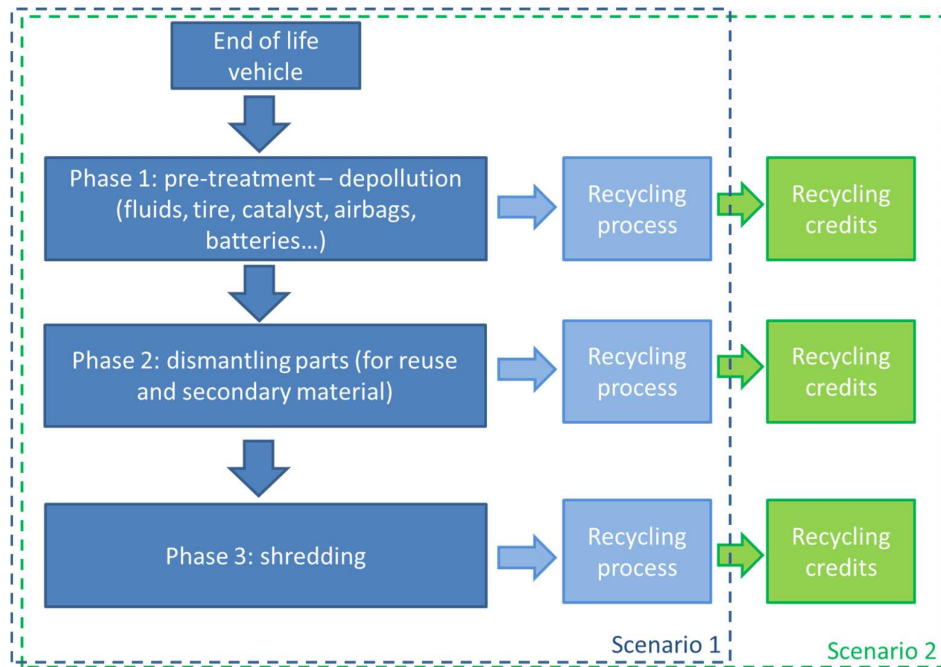 End of life
vehicle
Phase 1: pre-treatment – depollution
(fluids, tire, catalyst, airbags,
batteries...)
Recycling
process
Recycling
credits
Phase 2: dismantling parts (for reuse
and secondary material)
Recycling
process
Recycling
credits
Phase 3: shredding
Recycling
process
Recycling
credits
Scenario 1
Scenario 2